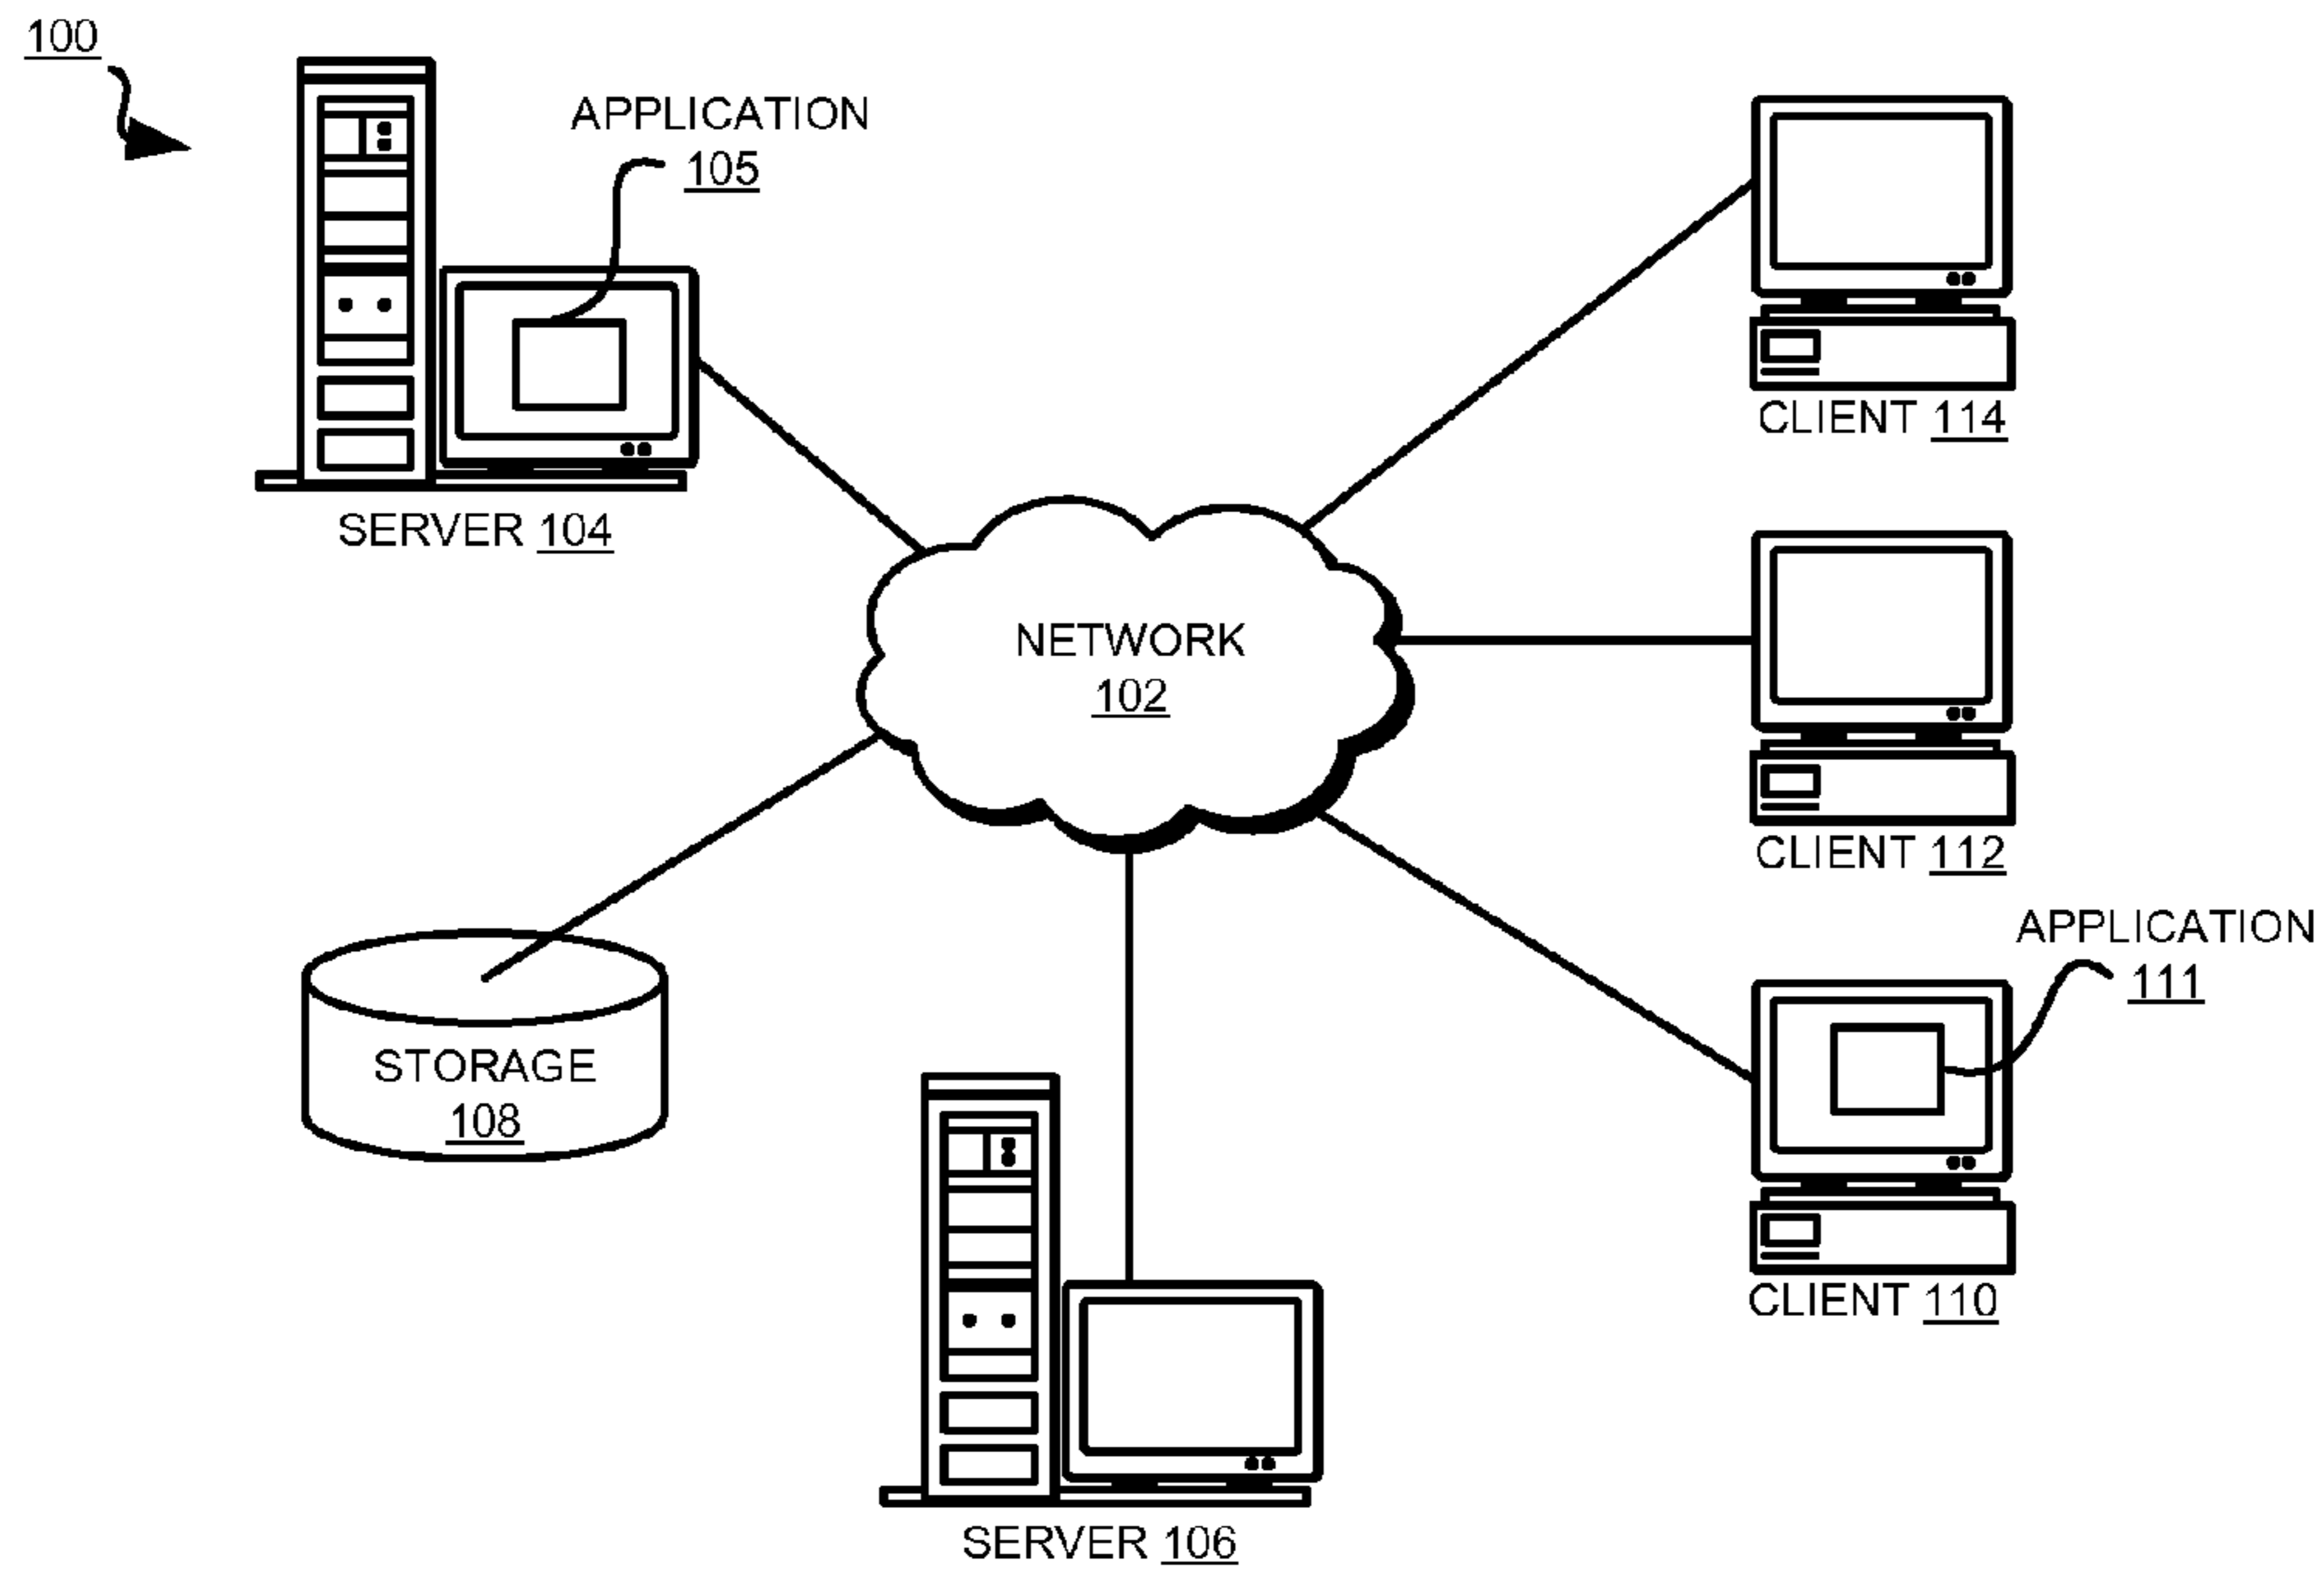 100
APPLICATION
105
SERVER 104
CLIENT 114
NETWORK
102
CLIENT 112
APPLICATION
111
STORAGE
108
CLIENT 110
SERVER 106